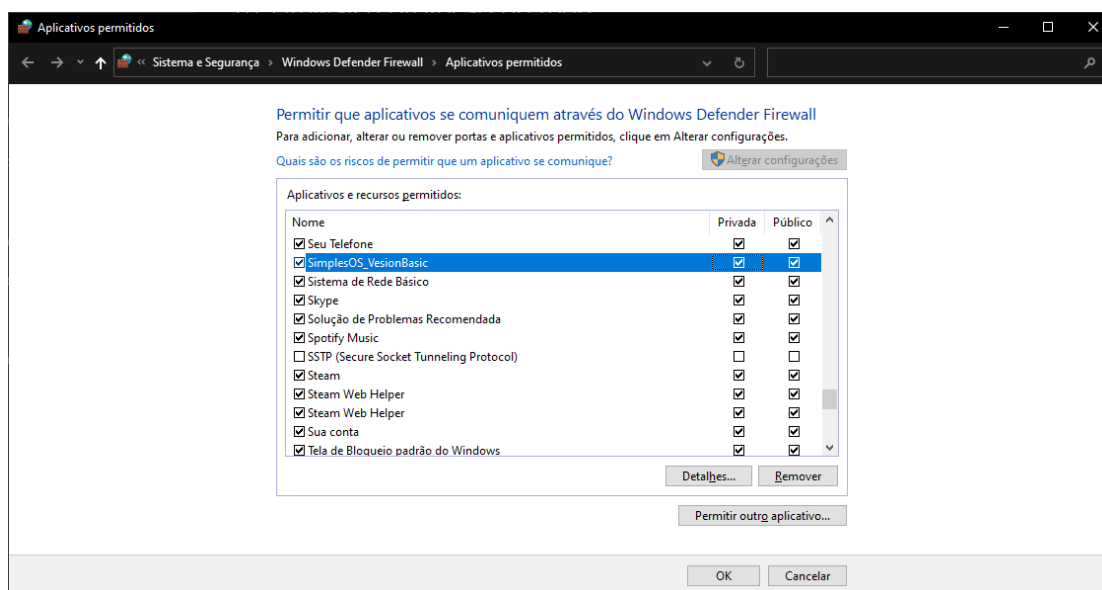 Aplicativos permitidos
« Sistema e Segurança > Windows Defender Firewall > Aplicativos permitidos
Permitir que aplicativos se comuniquem através do Windows Defender Firewall
Para adicionar, alterar ou remover portas e aplicativos permitidos, clique em Alterar configurações.
Quais são os riscos de permitir que um aplicativo se comunique? Alterar configurações
Aplicativos e recursos permitidos:
Nome Privada Público
Seu Telefone
SimplesOS_VesionBasic
Sistema de Rede Básico
Skype
Solução de Problemas Recomendada
Spotify Music
SSTP (Secure Socket Tunneling Protocol)
Steam
Steam Web Helper
Steam Web Helper
Sua conta
Tela de Bloqueio padrão do Windows
Detalhes... Remover
Permitir outro aplicativo...
OK Cancelar